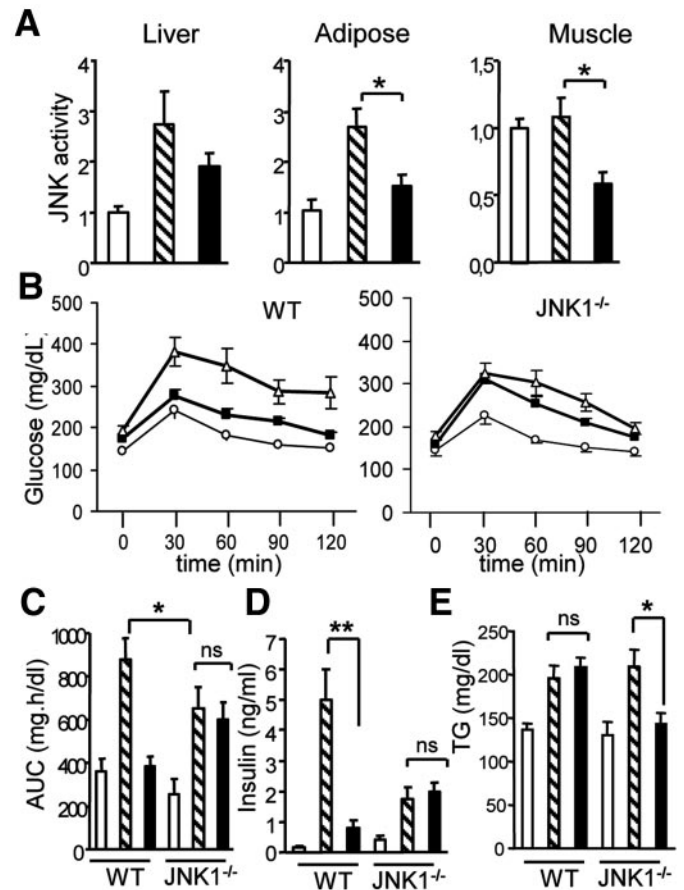 A
Liver
Adipose
Muscle
JNK activity
4
3
2
1
0
4
3
2
1
0
*
1,5
1,0
0,5
0,0
*
B
WT
JNK1-/-
Glucose (mg/dL)
500
400
300
200
100
0
500
400
300
200
100
0
0 30 60 90 120
time (min)
0 30 60 90 120
time (min)
C
AUC (mg.h/dl)
1000
800
600
400
200
0
*
ns
WT JNK1-/-
D
Insulin (ng/ml)
7
6
5
4
3
2
1
0
**
ns
WT JNK1-/-
E
TG (mg/dl)
250
200
150
100
50
0
ns
*
WT JNK1-/-